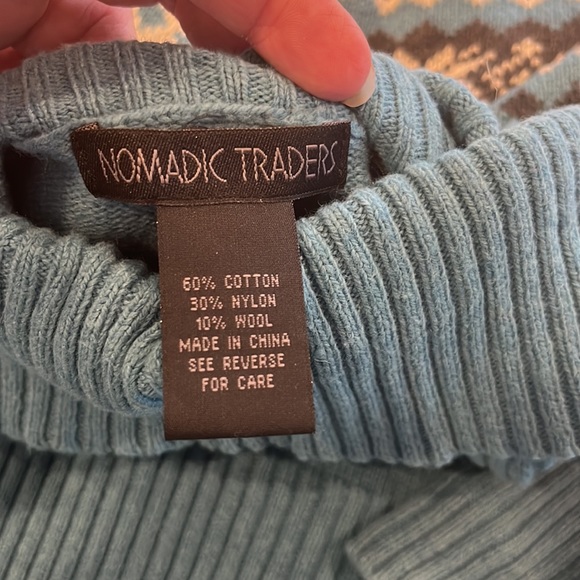 NOMADIC TRADERS
60% COTTON
30% NYLON
10% WOOL
MADE IN CHINA
SEE REVERSE
FOR CARE